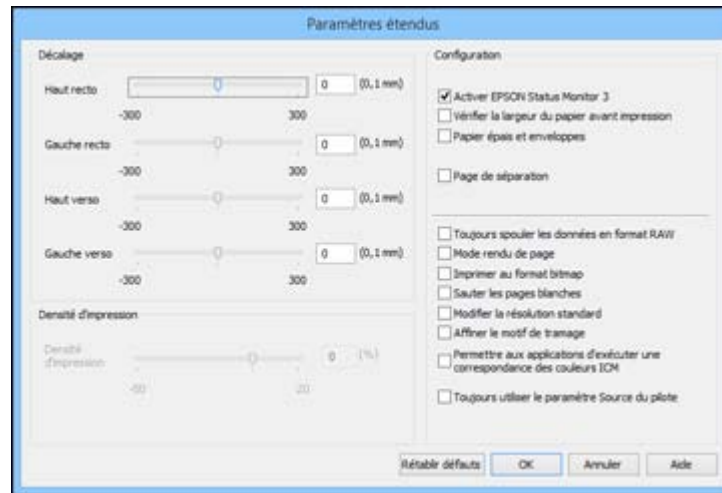 Paramètres étendus
Décalage
Haut recto 0 (0,1 mm)
-300 300
Gauche recto 0 (0,1 mm)
-300 300
Haut verso 0 (0,1 mm)
-300 300
Gauche verso 0 (0,1 mm)
-300 300
Densité d'impression
Densité
d'impression 0 (%)
-50 20
Configuration
Activer EPSON Status Monitor 3
Vérifier la largeur du papier avant impression
Papier épais et enveloppes
Page de séparation
Toujours spouler les données en format RAW
Mode rendu de page
Imprimer au format bitmap
Sauter les pages blanches
Modifier la résolution standard
Affiner le motif de tramage
Permettre aux applications d'exécuter une
correspondance des couleurs ICM
Toujours utiliser le paramètre Source du pilote
Rétablir défauts OK Annuler Aide